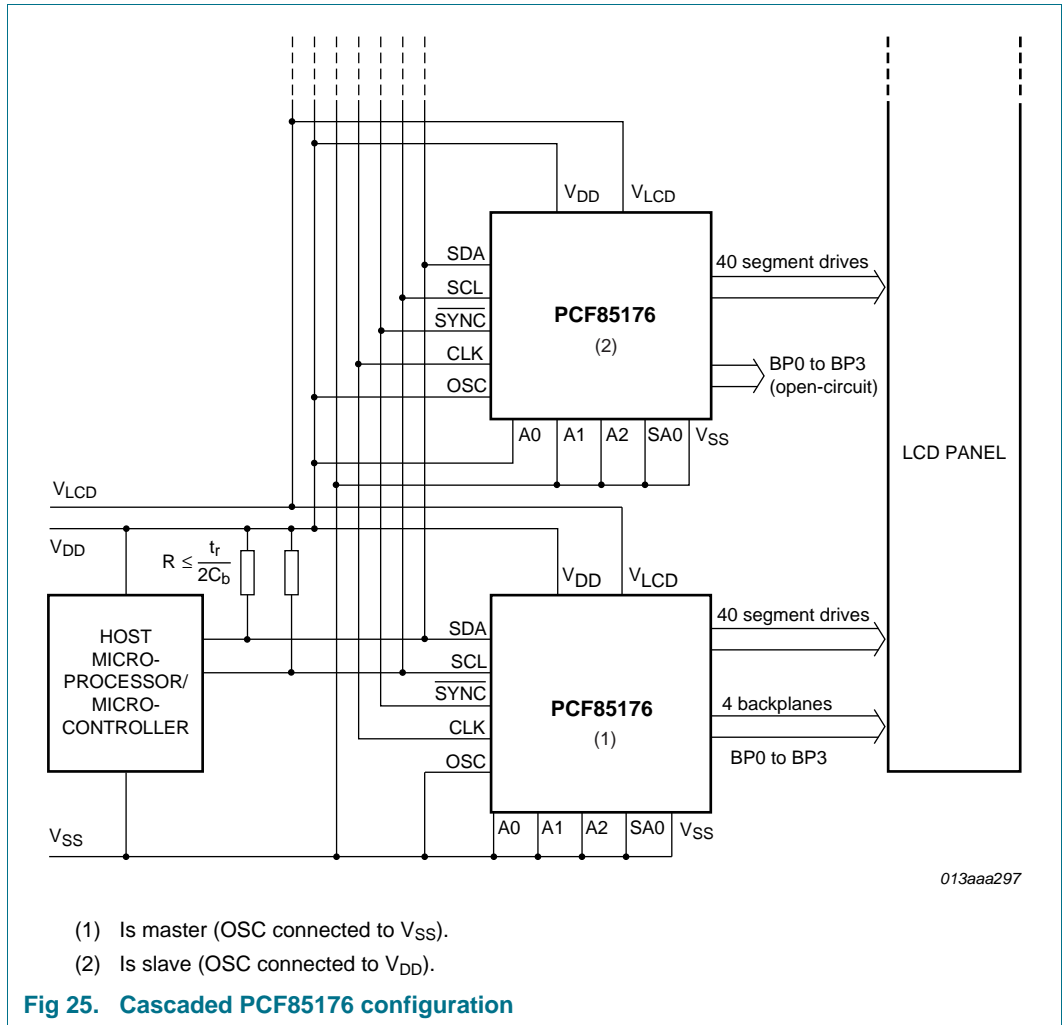 VDD VLCD
SDA
SCL
SYNC
CLK
OSC
PCF85176
(2)
40 segment drives
BP0 to BP3
(open-circuit)
A0 A1 A2 SA0 VSS
LCD PANEL
VLCD
VDD
R ≤ tr
2Cb
VDD VLCD
HOST
MICRO-
PROCESSOR/
MICRO-
CONTROLLER
SDA
SCL
SYNC
CLK
OSC
PCF85176
(1)
40 segment drives
4 backplanes
BP0 to BP3
A0 A1 A2 SA0 VSS
VSS
013aaa297
(1) Is master (OSC connected to VSS).
(2) Is slave (OSC connected to VDD).
Fig 25. Cascaded PCF85176 configuration